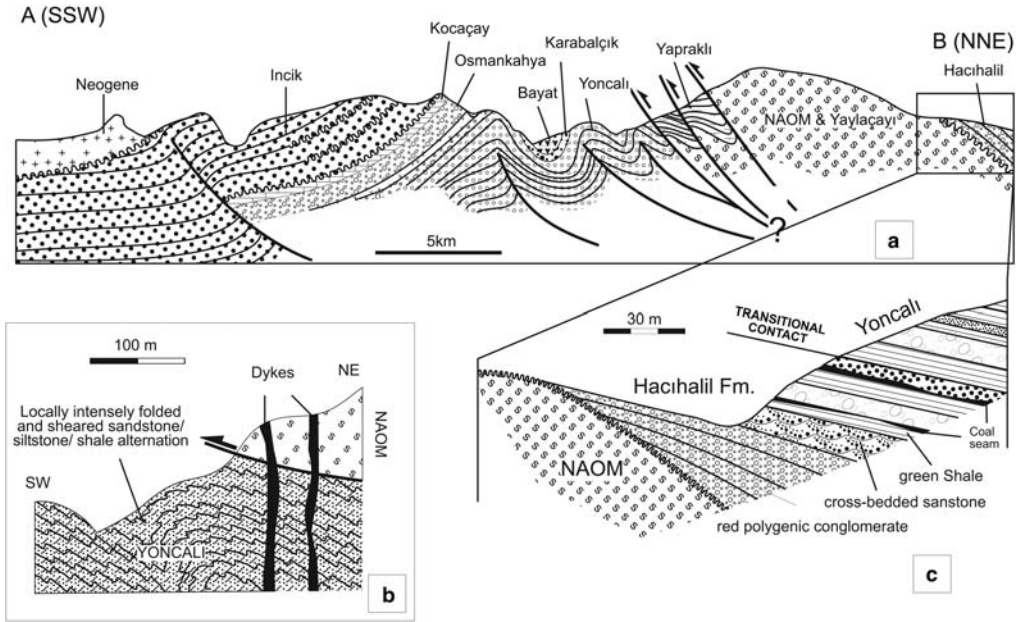 A (SSW)
Kocaçay
Karabalçık
Yapraklı
B (NNE)
Hacıhalil
Neogene
Incik
Osmankahya
Bayat
Yoncalı
NAOM & Yaylaçayı
5km
?
a
100 m
Dykes
NE
Locally intensely folded
and sheared sandstone/
siltstone/ shale alternation
NAOM
SW
YONCALI
b
30 m
TRANSITIONAL
CONTACT
Yoncalı
Hacıhalil Fm.
NAOM
Coal
seam
green Shale
cross-bedded sanstone
red polygenic conglomerate
c